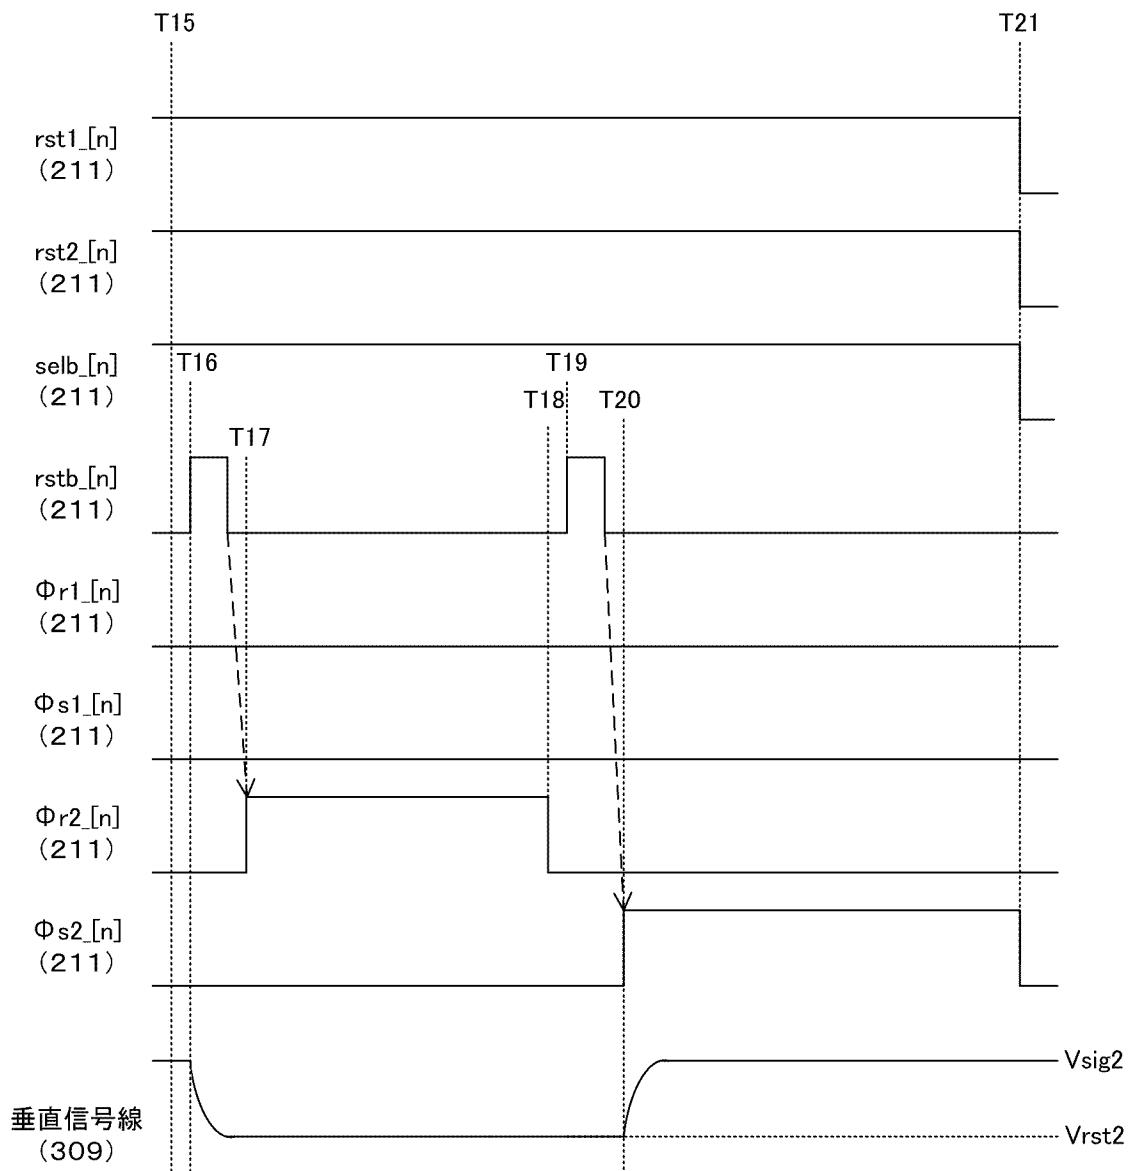 T15 T21
rst1_[n]
（211）
rst2_[n]
（211）
selb_[n]
（211）
T16 T19
T18 T20
T17
rstb_[n]
（211）
Φr1_[n]
（211）
Φs1_[n]
（211）
Φr2_[n]
（211）
Φs2_[n]
（211）
Vsig2
垂直信号線
（309）
Vrst2